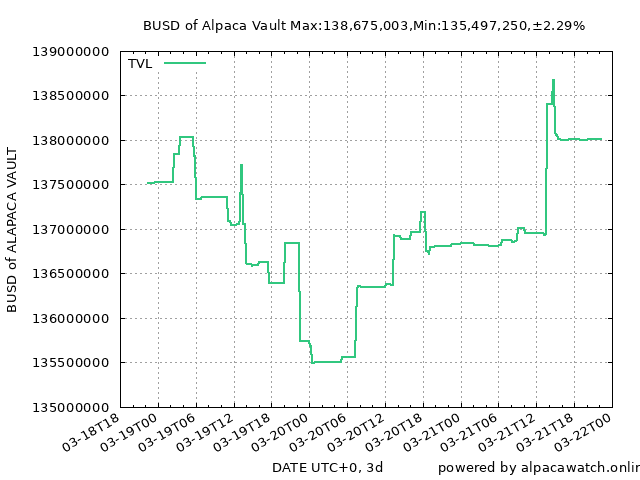 BUSD of Alpaca Vault Max:138,675,003,Min:135,497,250,±2.29%
139000000
138500000
138000000
137500000
137000000
136500000
136000000
135500000
135000000
BUSD of ALAPACA VAULT
TVL
03-18T18
03-19T00
03-19T06
03-19T12
03-19T18
03-20T00
03-20T06
03-20T12
03-20T18
03-21T00
03-21T06
03-21T12
03-21T18
03-22T00
DATE UTC+0, 3d
powered by alpacawatch.onlin